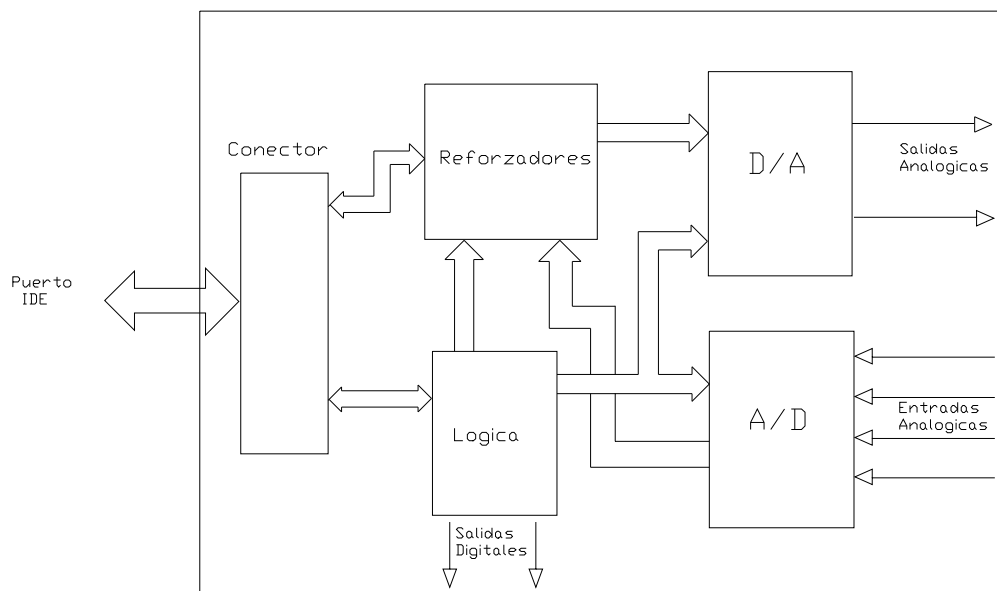 Conector
Reforzadores
D/A
Salidas
Analogicas
Puerto
IDE
Logica
A/D
Entradas
Analogicas
Salidas
Digitales